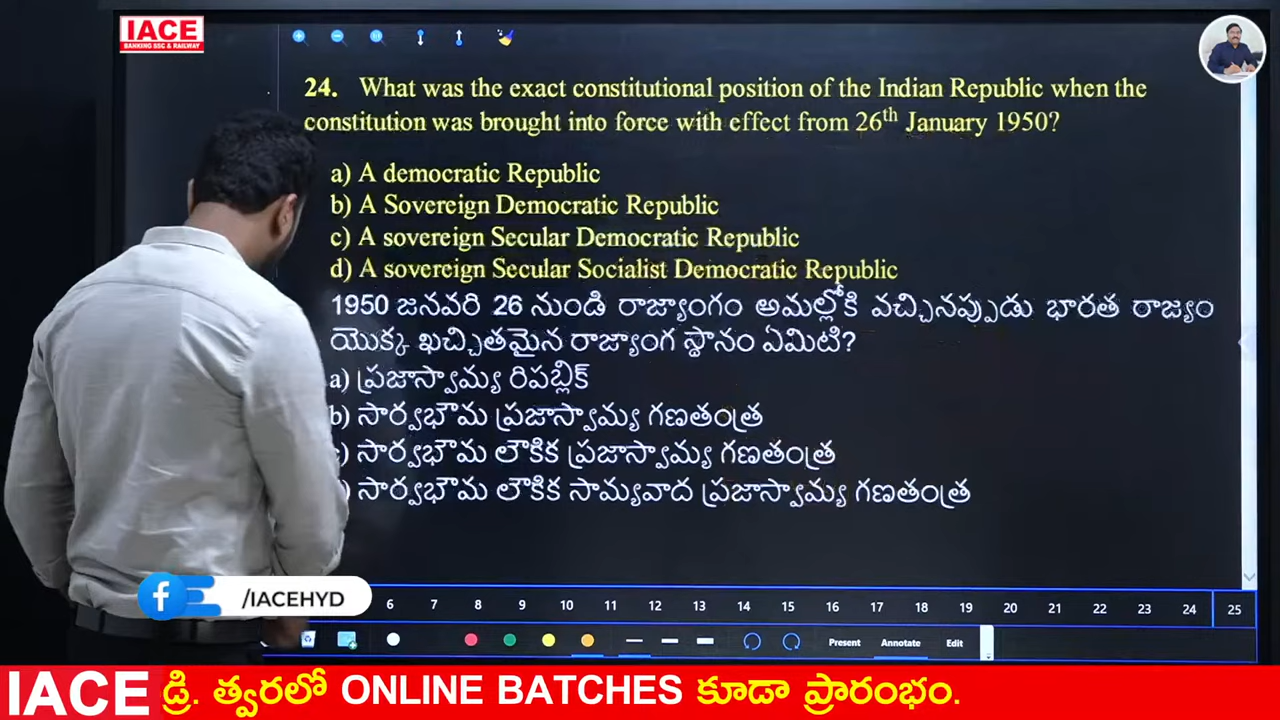 IACE
BANKING SSC & RAILWAY
24. What was the exact constitutional position of the Indian Republic when the
constitution was brought into force with effect from 26th January 1950?
a) A democratic Republic
b) A Sovereign Democratic Republic
c) A sovereign Secular Democratic Republic
d) A sovereign Secular Socialist Democratic Republic
1950 జనవరి 26 నుండి రాజ్యాంగం అమల్లోకి వచ్చినప్పుడు భారత రాజ్యం
యొక్క ఖచ్చితమైన రాజ్యాంగ స్థానం ఏమిటి?
a) ప్రజాస్వామ్య రిపబ్లిక్
b) సార్వభౌమ ప్రజాస్వామ్య గణతంత్ర
) సార్వభౌమ లౌకిక ప్రజాస్వామ్య గణతంత్ర
) సార్వభౌమ లౌకిక సామ్యవాద ప్రజాస్వామ్య గణతంత్ర
/IACEHYD
6 7 8 9 10 11 12 13 14 15 16 17 18 19 20 21 22 23 24 25
Present Annotate Edit
IACE డ్రి. త్వరలో ONLINE BATCHES కూడా ప్రారంభం.